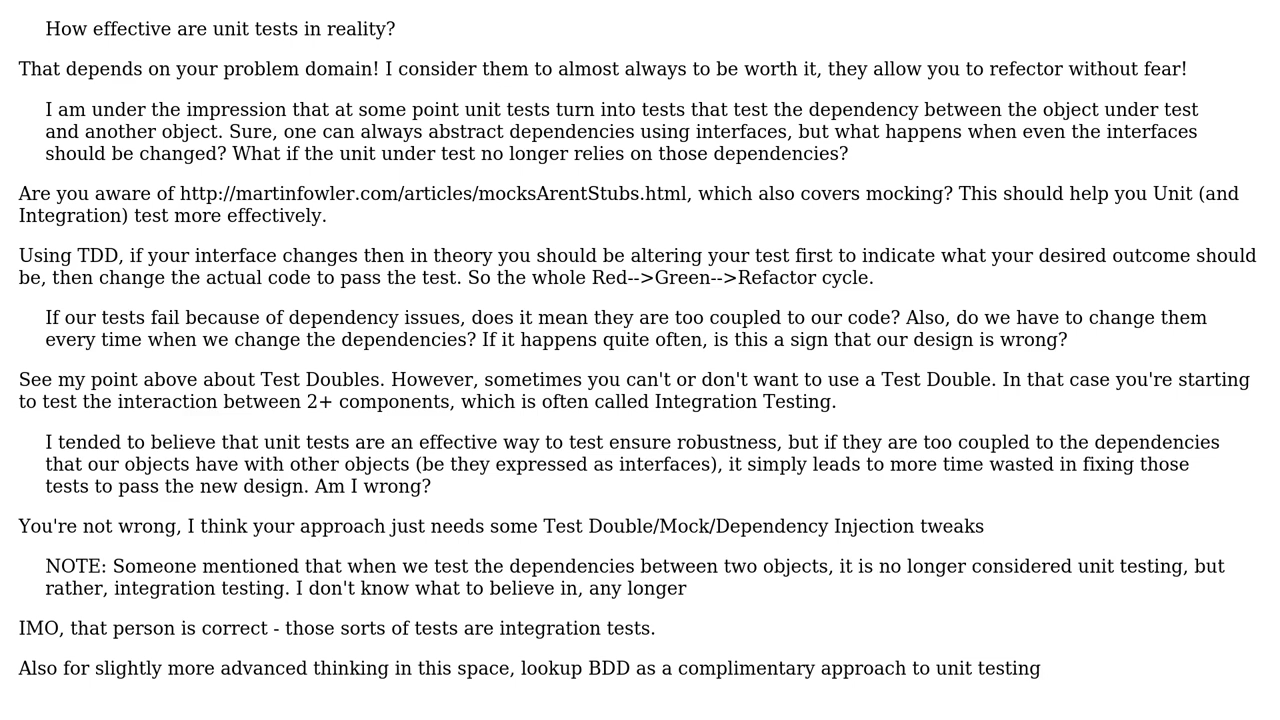 How effective are unit tests in reality?
That depends on your problem domain! I consider them to almost always to be worth it, they allow you to refector without fear!
I am under the impression that at some point unit tests turn into tests that test the dependency between the object under test
and another object. Sure, one can always abstract dependencies using interfaces, but what happens when even the interfaces
should be changed? What if the unit under test no longer relies on those dependencies?
Are you aware of http://martinfowler.com/articles/mocksArentStubs.html, which also covers mocking? This should help you Unit (and
Integration) test more effectively.
Using TDD, if your interface changes then in theory you should be altering your test first to indicate what your desired outcome should
be, then change the actual code to pass the test. So the whole Red-->Green-->Refactor cycle.
If our tests fail because of dependency issues, does it mean they are too coupled to our code? Also, do we have to change them
every time when we change the dependencies? If it happens quite often, is this a sign that our design is wrong?
See my point above about Test Doubles. However, sometimes you can't or don't want to use a Test Double. In that case you're starting
to test the interaction between 2+ components, which is often called Integration Testing.
I tended to believe that unit tests are an effective way to test ensure robustness, but if they are too coupled to the dependencies
that our objects have with other objects (be they expressed as interfaces), it simply leads to more time wasted in fixing those
tests to pass the new design. Am I wrong?
You're not wrong, I think your approach just needs some Test Double/Mock/Dependency Injection tweaks
NOTE: Someone mentioned that when we test the dependencies between two objects, it is no longer considered unit testing, but
rather, integration testing. I don't know what to believe in, any longer
IMO, that person is correct - those sorts of tests are integration tests.
Also for slightly more advanced thinking in this space, lookup BDD as a complimentary approach to unit testing